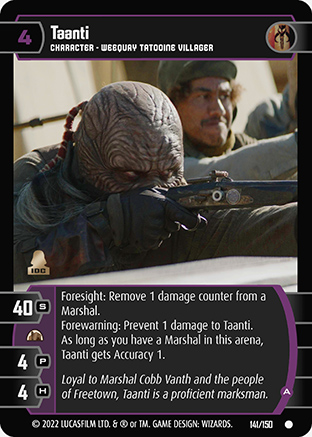 4
Taanti
CHARACTER - WEEQUAY TATOOINE VILLAGER
IBC
40 S
Foresight: Remove 1 damage counter from a
Marshal.
Forewarning: Prevent 1 damage to Taanti.
As long as you have a Marshal in this arena,
Taanti gets Accuracy 1.
4 P
4 H
Loyal to Marshal Cobb Vanth and the people
of Freetown, Taanti is a proficient marksman.
A
© 2022 LUCASFILM LTD. & ® or TM. GAME DESIGN: WIZARDS. 141/150